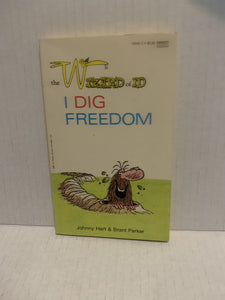 the WIZARD of ID
I DIG
FREEDOM
Johnny Hart & Brant Parker